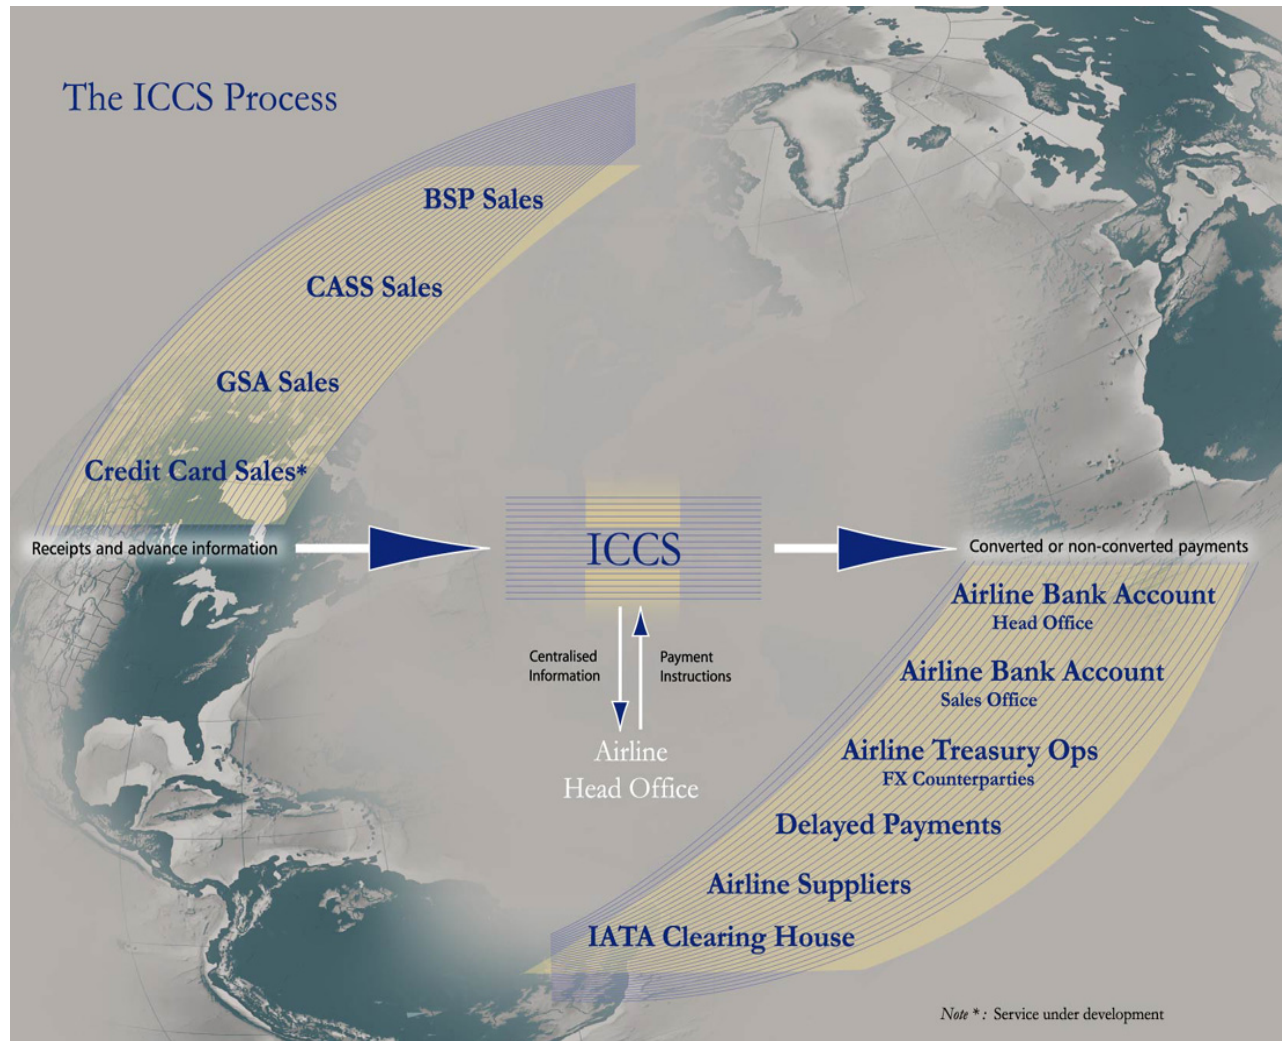 The ICCS Process
BSP Sales
CASS Sales
GSA Sales
Credit Card Sales*
Receipts and advance information
ICCS
Converted or non-converted payments
Centralised
Information
Payment
Instructions
Airline
Head Office
Airline Bank Account
Head Office
Airline Bank Account
Sales Office
Airline Treasury Ops
FX Counterparties
Delayed Payments
Airline Suppliers
IATA Clearing House
Note * : Service under development